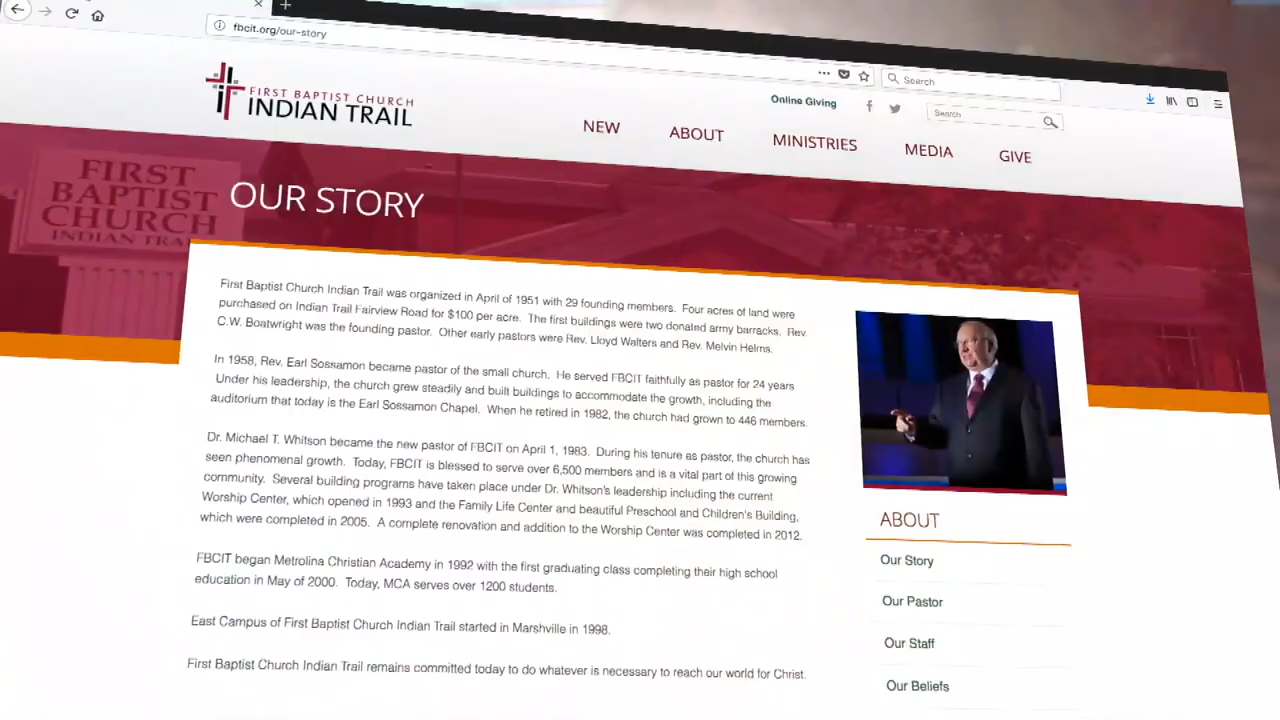 fbcit.org/our-story
Search
Online Giving
Search
FIRST BAPTIST CHURCH
INDIAN TRAIL
NEW
ABOUT
MINISTRIES
MEDIA
GIVE
FIRST
BAPTIST
CHURCH
INDIAN TRAI
OUR STORY
First Baptist Church Indian Trail was organized in April of 1951 with 29 founding members. Four acres of land were
purchased on Indian Trail Fairview Road for $100 per acre. The first buildings were two donated army barracks. Rev.
C.W. Boatwright was the founding pastor. Other early pastors were Rev. Lloyd Walters and Rev. Melvin Helms.
In 1958, Rev. Earl Sossamon became pastor of the small church. He served FBCIT faithfully as pastor for 24 years
Under his leadership, the church grew steadily and built buildings to accommodate the growth, including the
auditorium that today is the Earl Sossamon Chapel. When he retired in 1982, the church had grown to 446 members.
Dr. Michael T. Whitson became the new pastor of FBCIT on April 1, 1983. During his tenure as pastor, the church has
seen phenomenal growth. Today, FBCIT is blessed to serve over 6,500 members and is a vital part of this growing
community. Several building programs have taken place under Dr. Whitson's leadership including the current
Worship Center, which opened in 1993 and the Family Life Center and beautiful Preschool and Children's Building,
which were completed in 2005. A complete renovation and addition to the Worship Center was completed in 2012.
FBCIT began Metrolina Christian Academy in 1992 with the first graduating class completing their high school
education in May of 2000. Today, MCA serves over 1200 students.
East Campus of First Baptist Church Indian Trail started in Marshville in 1998.
First Baptist Church Indian Trail remains committed today to do whatever is necessary to reach our world for Christ.
ABOUT
Our Story
Our Pastor
Our Staff
Our Beliefs